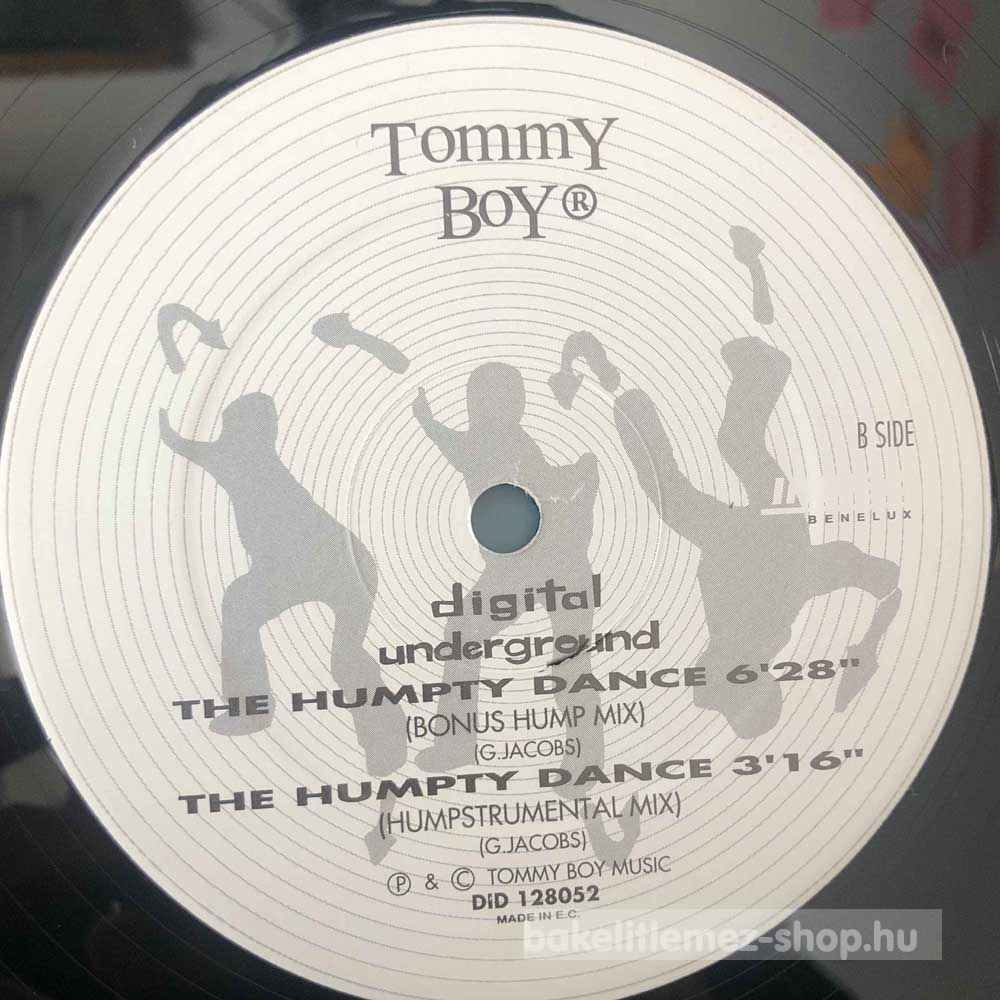 Tommy
Boy®
B SIDE
BENELUX
digital
underground
THE HUMPTY DANCE 6'28"
(BONUS HUMP MIX)
(G.JACOBS)
THE HUMPTY DANCE 3'16"
(HUMPSTRUMENTAL MIX)
(G.JACOBS)
Ⓟ & © TOMMY BOY MUSIC
DID 128052
MADE IN E.C.
bakelitlemez-shop.hu